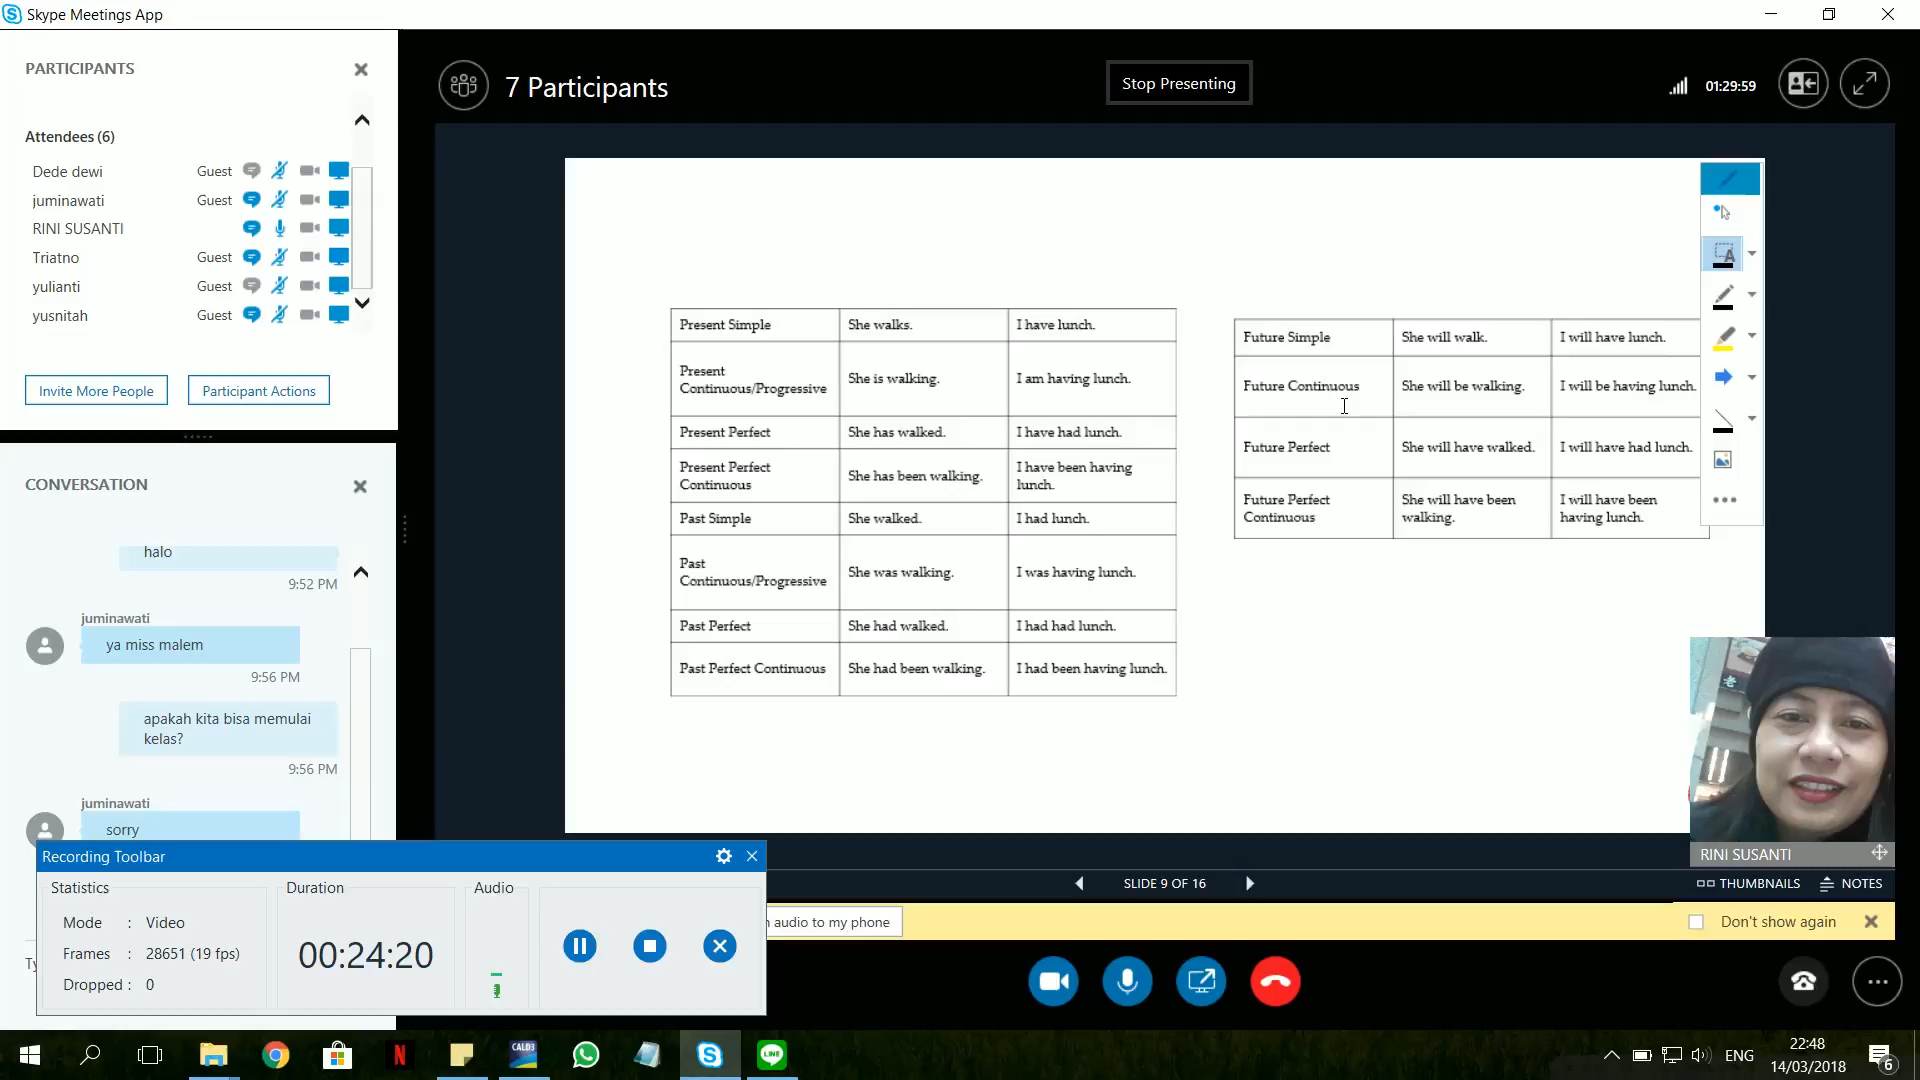 Skype Meetings App
PARTICIPANTS
Attendees (6)
Dede dewi Guest
juminawati Guest
RINI SUSANTI
Triatno Guest
yulianti Guest
yusnitah Guest
Invite More People Participant Actions
CONVERSATION
halo
9:52 PM
juminawati
ya miss malem
9:56 PM
apakah kita bisa memulai
kelas?
9:56 PM
juminawati
sorry
7 Participants
Stop Presenting
01:29:59
Present Simple She walks. I have lunch.
Present
Continuous/Progressive She is walking. I am having lunch.
Present Perfect She has walked. I have had lunch.
Present Perfect
Continuous She has been walking. I have been having
lunch.
Past Simple She walked. I had lunch.
Past
Continuous/Progressive She was walking. I was having lunch.
Past Perfect She had walked. I had had lunch.
Past Perfect Continuous She had been walking. I had been having lunch.
Future Simple She will walk. I will have lunch.
Future Continuous She will be walking. I will be having lunch.
Future Perfect She will have walked. I will have had lunch.
Future Perfect
Continuous She will have been
walking. I will have been
having lunch.
A
老
RINI SUSANTI
SLIDE 9 OF 16
THUMBNAILS NOTES
audio to my phone
Don't show again
Recording Toolbar
Statistics Duration Audio
Mode : Video
Frames : 28651 (19 fps)
Dropped : 0
00:24:20
N
CALD3
LINE
ENG
22:48
14/03/2018
6